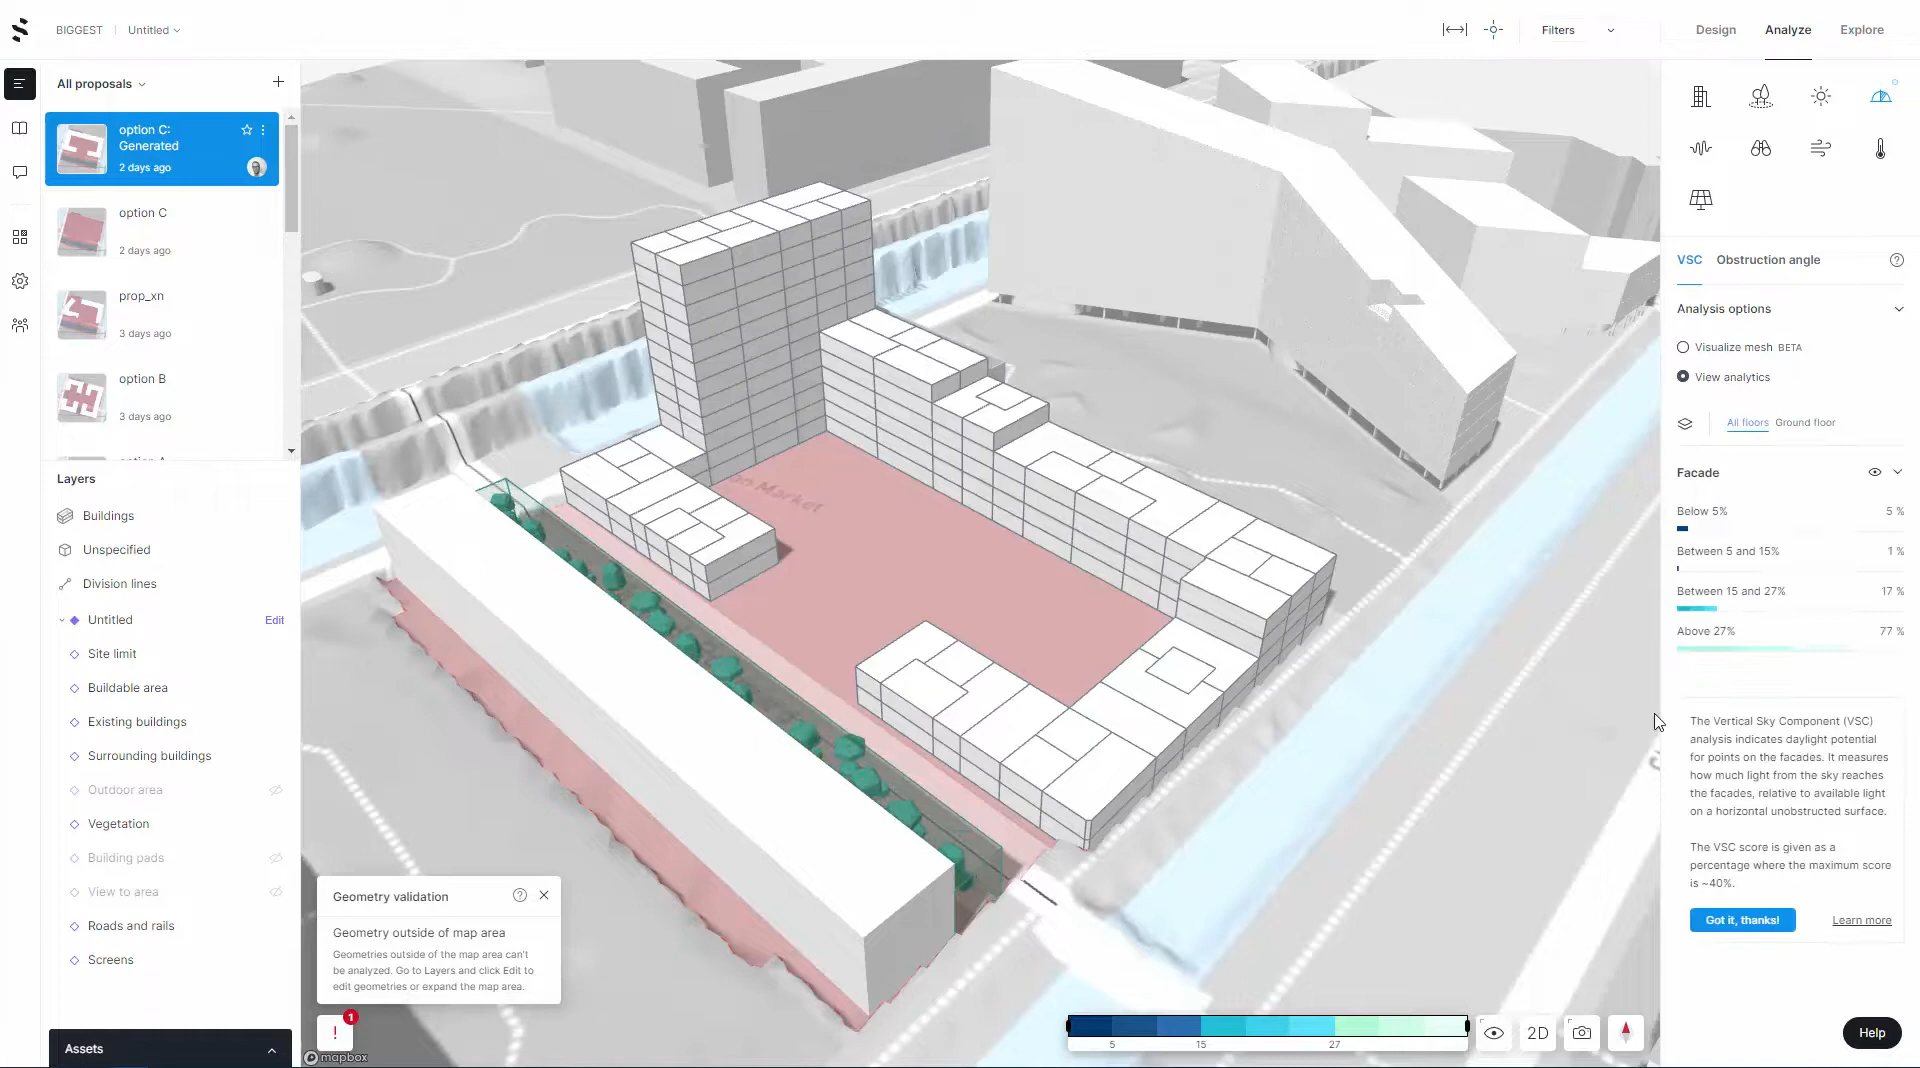 BIGGEST
Untitled
Filters
Design
Analyze
Explore
All proposals
option C:
Generated
2 days ago
option C
2 days ago
prop_xn
3 days ago
option B
3 days ago
Layers
Buildings
Unspecified
Division lines
Untitled
Edit
Site limit
Buildable area
Existing buildings
Surrounding buildings
Outdoor area
Vegetation
Building pads
View to area
Roads and rails
Screens
Assets
an Market
Geometry validation
Geometry outside of map area
Geometries outside of the map area can't
be analyzed. Go to Layers and click Edit to
edit geometries or expand the map area.
1
mapbox
5
15
27
2D
VSC
Obstruction angle
Analysis options
Visualize mesh BETA
View analytics
All floors
Ground floor
Facade
Below 5%
5 %
Between 5 and 15%
1 %
Between 15 and 27%
17 %
Above 27%
77 %
The Vertical Sky Component (VSC)
analysis indicates daylight potential
for points on the facades. It measures
how much light from the sky reaches
the facades, relative to available light
on a horizontal unobstructed surface.
The VSC score is given as a
percentage where the maximum score
is ~40%.
Got it, thanks!
Learn more
Help